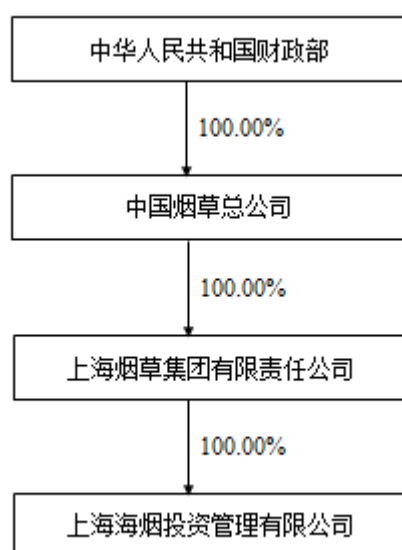 中华人民共和国财政部
100.00%
中国烟草总公司
100.00%
上海烟草集团有限责任公司
100.00%
上海海烟投资管理有限公司